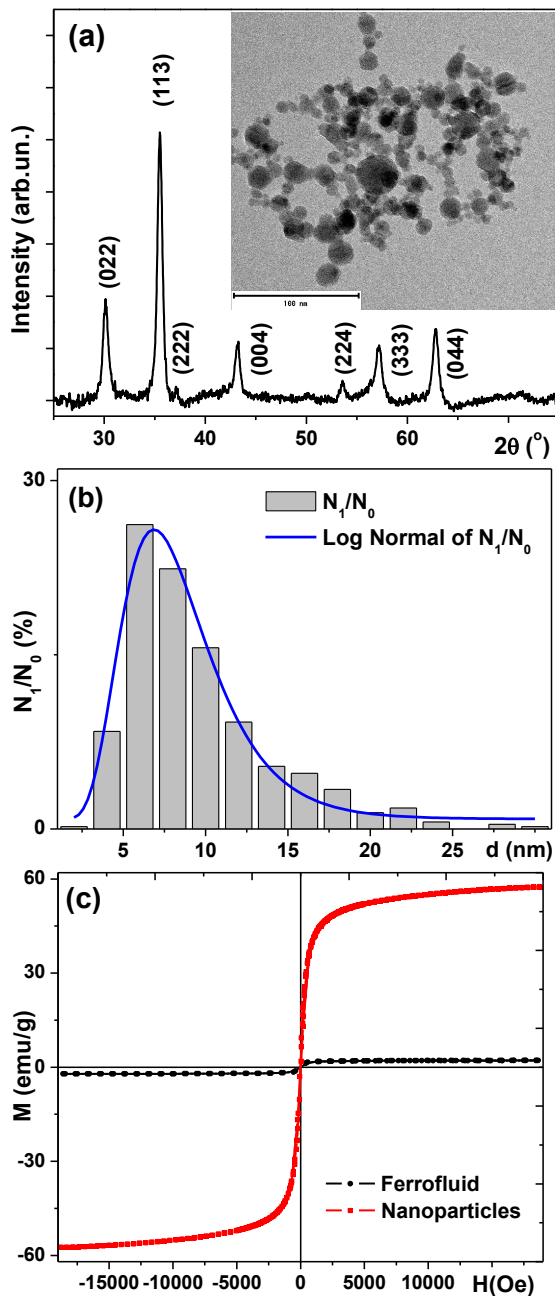 (a)
(113)
(022)
(222)
(004)
(224)
(333)
(044)
100 nm
Intensity (arb.un.)
30
40
50
60
2θ (°)
(b)
30
N₁/N₀
Log Normal of N₁/N₀
N₁/N₀ (%)
0
5
10
15
20
25
d (nm)
(c)
60
30
0
-30
-60
M (emu/g)
Ferrofluid
Nanoparticles
-15000
-10000
-5000
0
5000
10000
H(Oe)